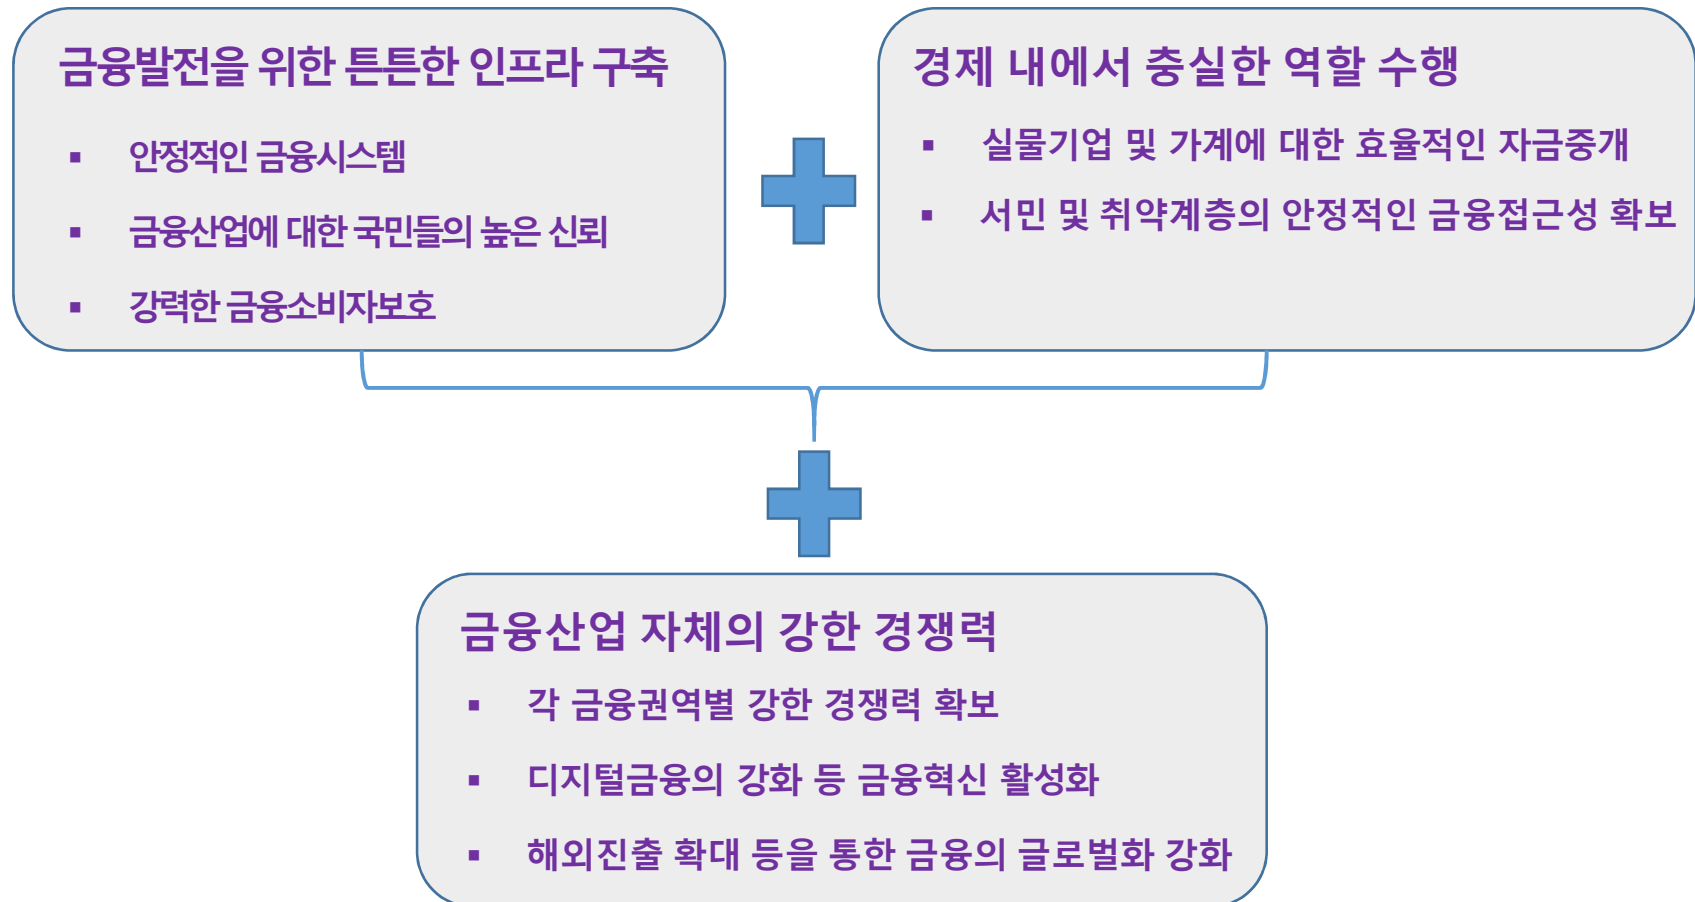 금융발전을 위한 튼튼한 인프라 구축
▪ 안정적인 금융시스템
▪ 금융산업에 대한 국민들의 높은 신뢰
▪ 강력한 금융소비자보호
경제 내에서 충실한 역할 수행
▪ 실물기업 및 가계에 대한 효율적인 자금중개
▪ 서민 및 취약계층의 안정적인 금융접근성 확보
금융산업 자체의 강한 경쟁력
▪ 각 금융권역별 강한 경쟁력 확보
▪ 디지털금융의 강화 등 금융혁신 활성화
▪ 해외진출 확대 등을 통한 금융의 글로벌화 강화